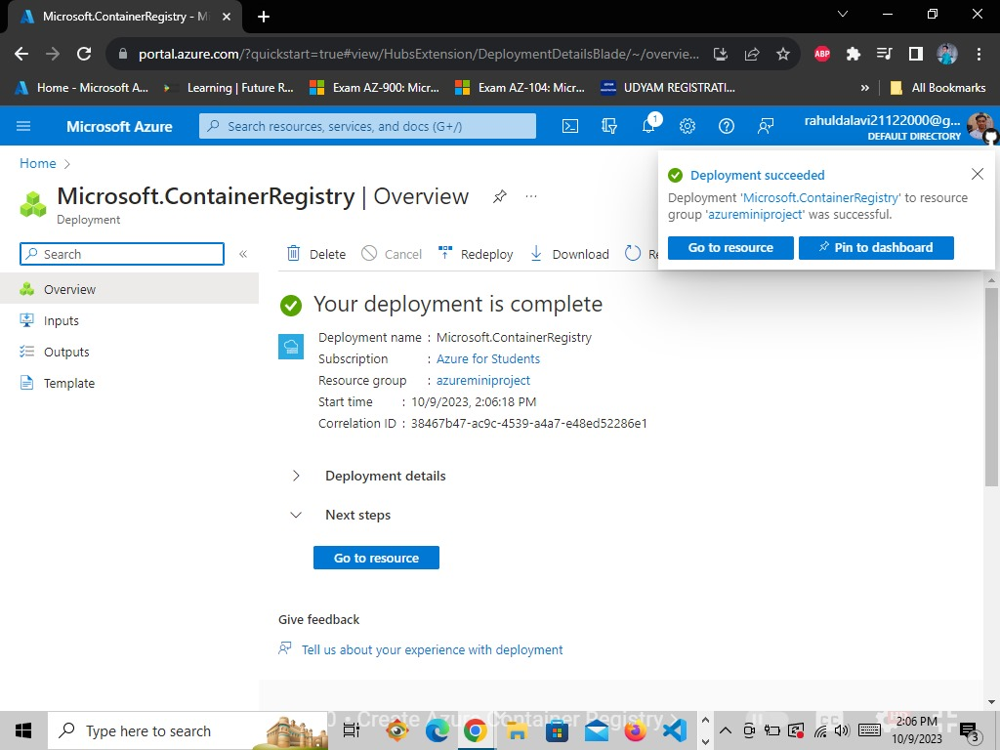 Microsoft.ContainerRegistry - Mi
portal.azure.com/?quickstart=true#view/HubsExtension/DeploymentDetailsBlade/~/overvie...
ABP
Home - Microsoft A...
Learning | Future R...
Exam AZ-900: Micr...
Exam AZ-104: Micr...
UDYAM REGISTRATI...
»
All Bookmarks
Microsoft Azure
Search resources, services, and docs (G+/)
1
rahuldalavi21122000@g...
DEFAULT DIRECTORY
Home
Microsoft.ContainerRegistry | Overview
Deployment
Deployment succeeded
Deployment 'Microsoft.ContainerRegistry' to resource
group 'azureminiproject' was successful.
Go to resource
Pin to dashboard
Search
«
Delete
Cancel
Redeploy
Download
Re
Overview
Inputs
Outputs
Template
Your deployment is complete
Deployment name : Microsoft.ContainerRegistry
Subscription : Azure for Students
Resource group : azureminiproject
Start time : 10/9/2023, 2:06:18 PM
Correlation ID : 38467b47-ac9c-4539-a4a7-e48ed52286e1
Deployment details
Next steps
Go to resource
Give feedback
Tell us about your experience with deployment
0 • Create Azure Container Registry
Type here to search
CC
2:06 PM
10/9/2023
3